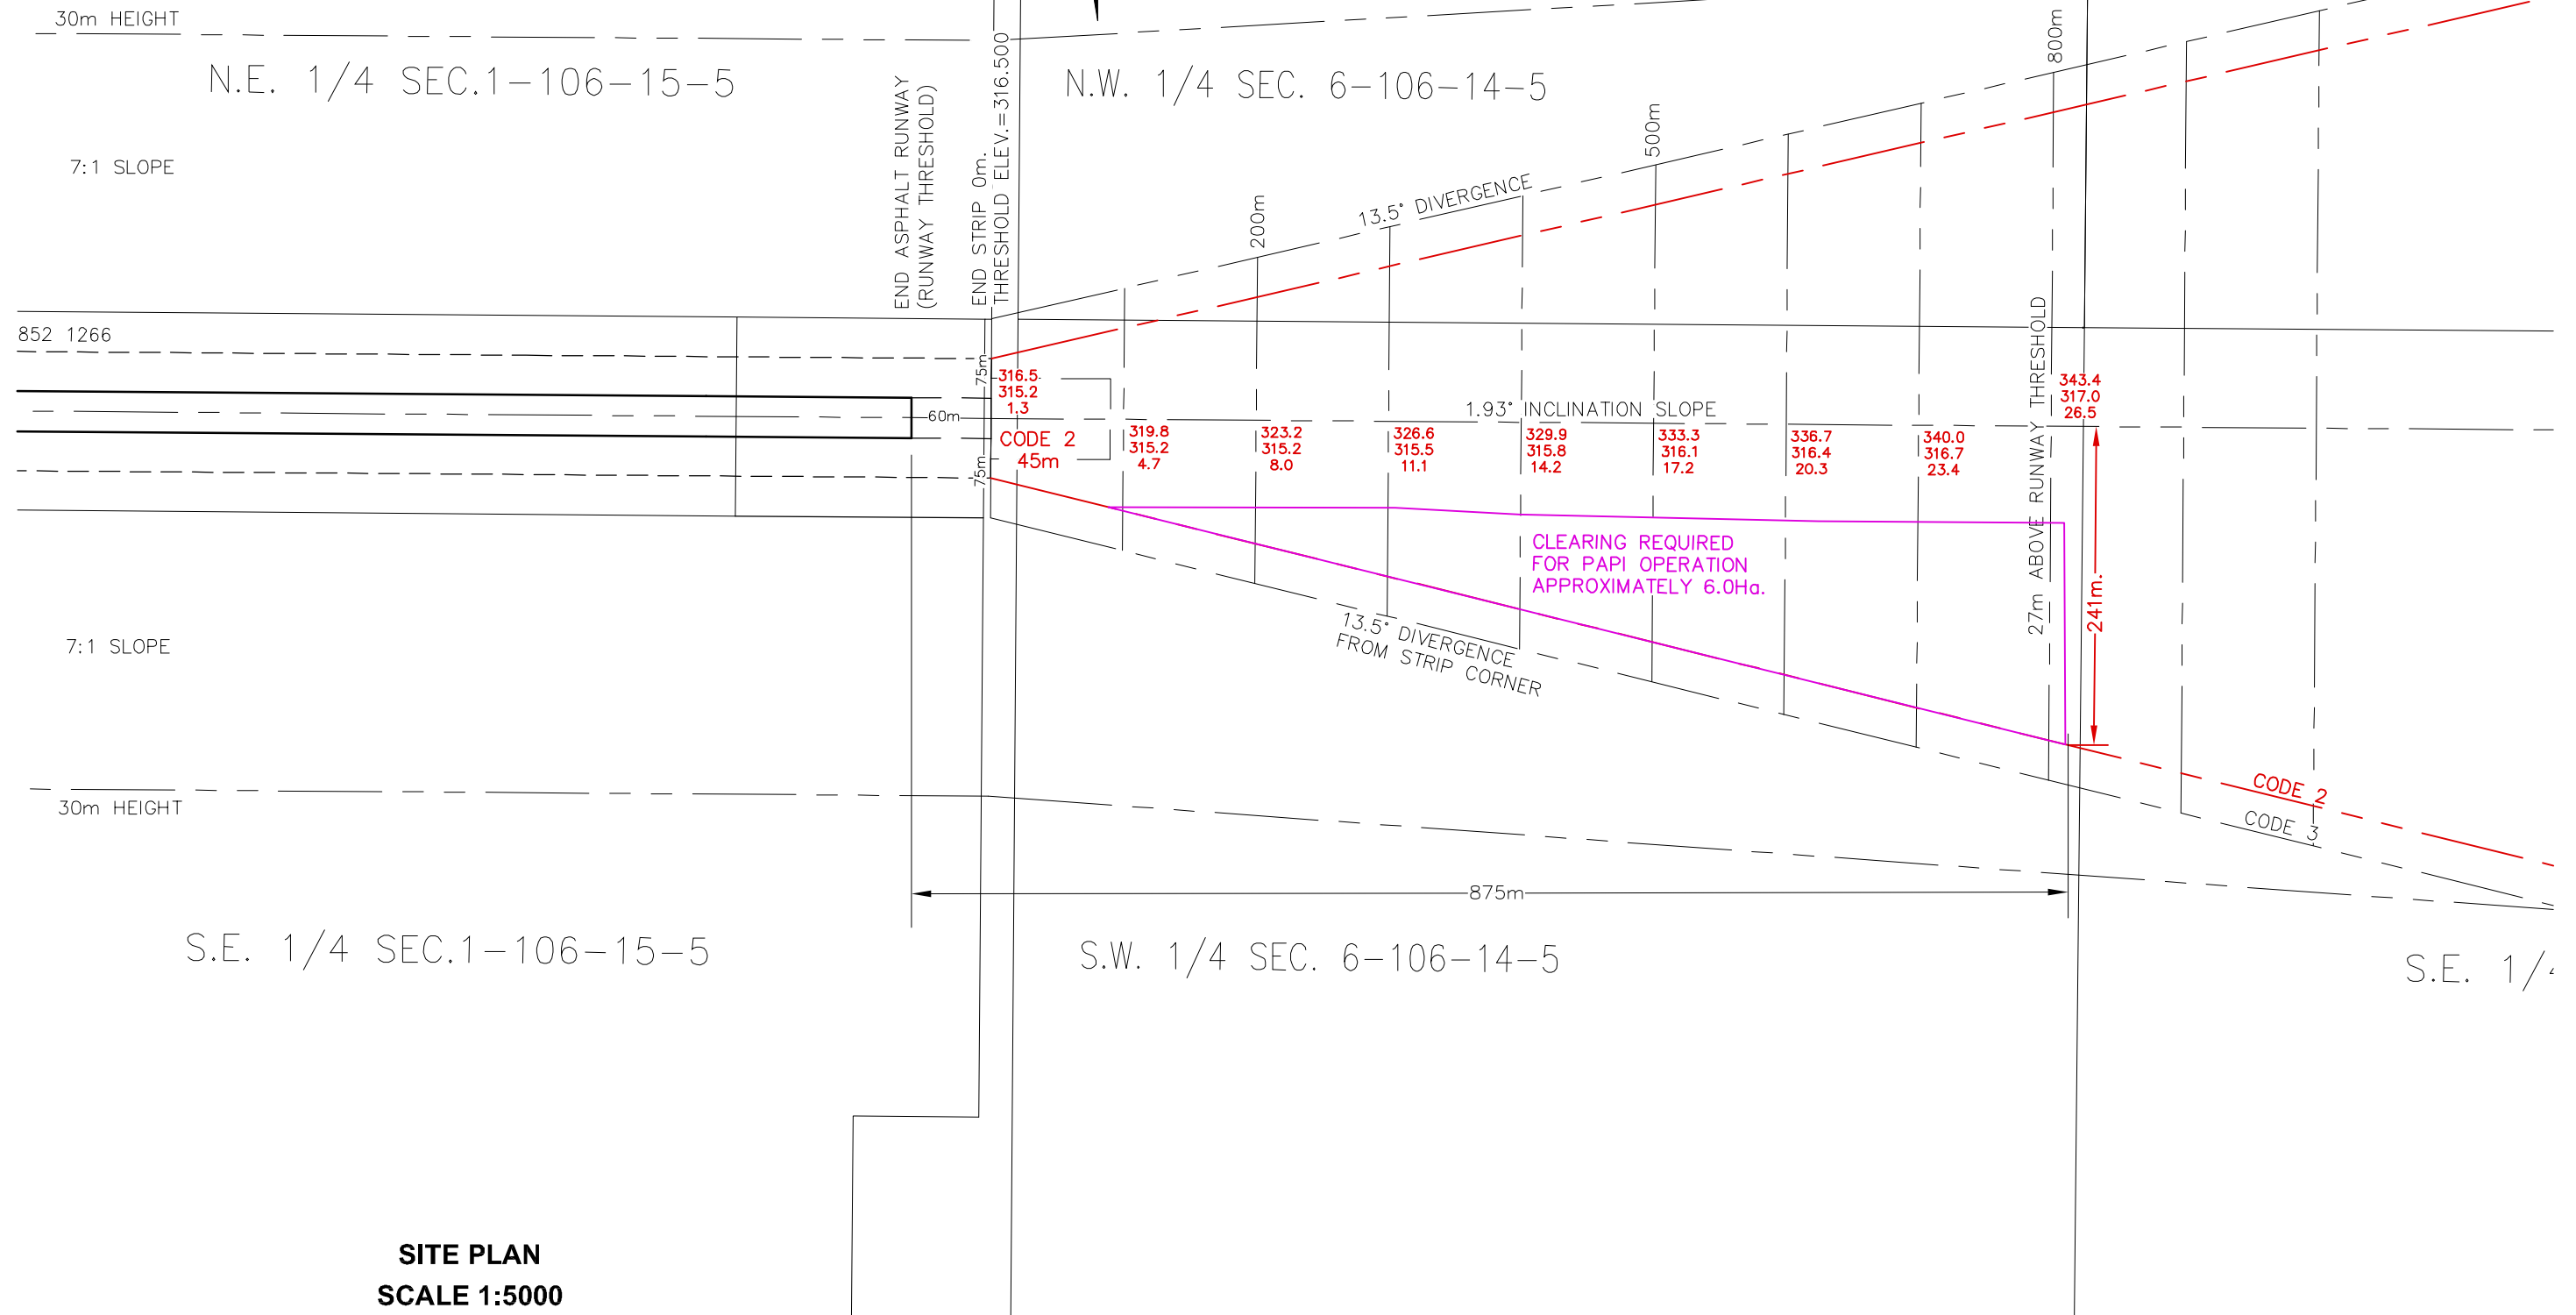 30m HEIGHT
N.E. 1/4 SEC.1-106-15-5
N.W. 1/4 SEC. 6-106-14-5
7:1 SLOPE
END ASPHALT RUNWAY
(RUNWAY THRESHOLD)
END STRIP 0m.
THRESHOLD ELEV.=316.500
200m
13.5° DIVERGENCE
500m
800m
852 1266
75m
60m
75m
316.5
315.2
1.3
CODE 2
45m
1.93° INCLINATION SLOPE
319.8
315.2
4.7
323.2
315.2
8.0
326.6
315.5
11.1
329.9
315.8
14.2
333.3
316.1
17.2
336.7
316.4
20.3
340.0
316.7
23.4
27m ABOVE RUNWAY THRESHOLD
343.4
317.0
26.5
241m.
CLEARING REQUIRED
FOR PAPI OPERATION
APPROXIMATELY 6.0Ha.
13.5° DIVERGENCE
FROM STRIP CORNER
7:1 SLOPE
30m HEIGHT
CODE 2
CODE 3
875m
S.E. 1/4 SEC.1-106-15-5
S.W. 1/4 SEC. 6-106-14-5
S.E. 1/4
SITE PLAN
SCALE 1:5000